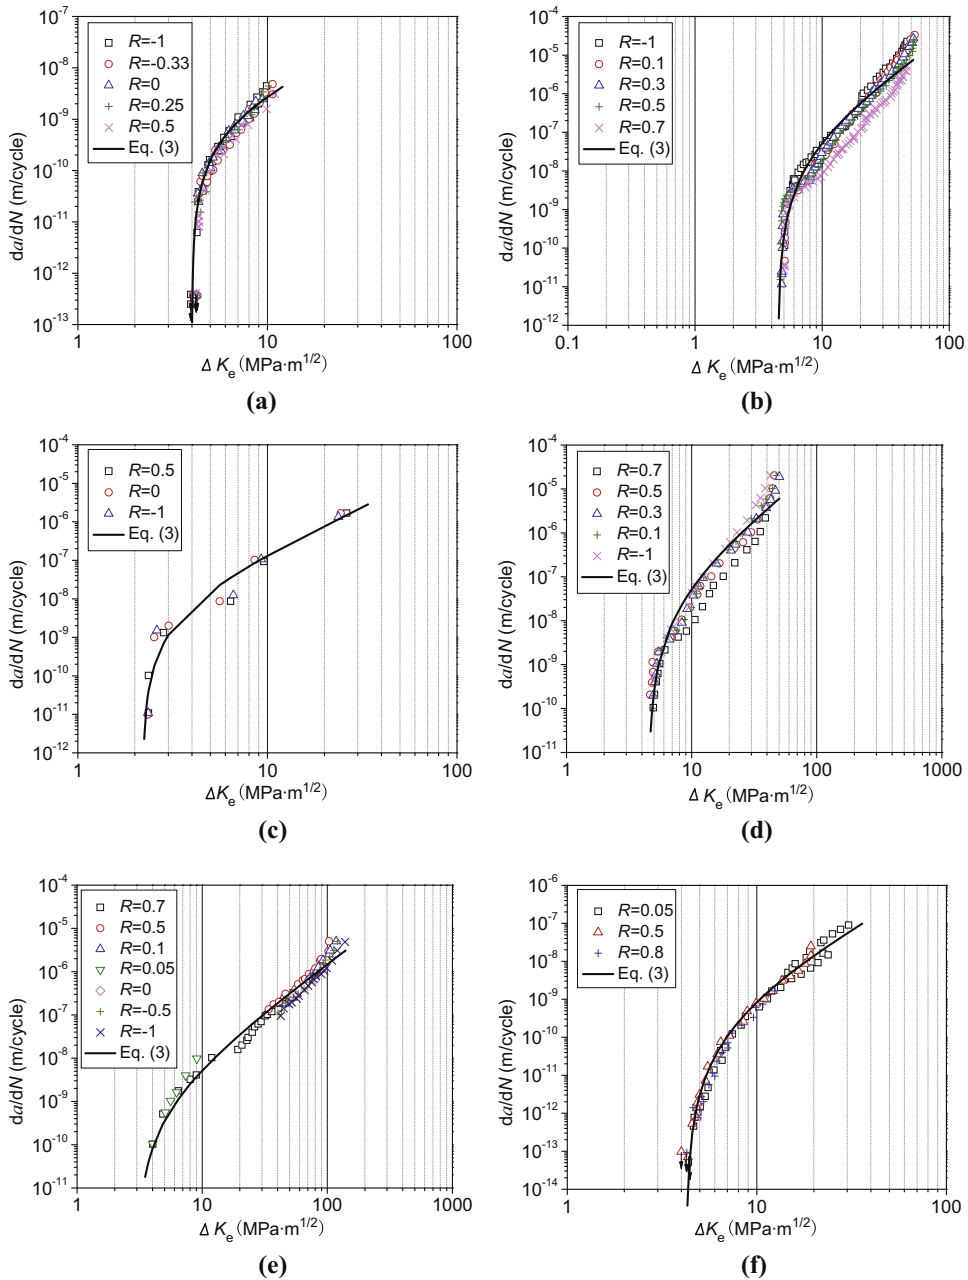 10⁻⁷
10⁻⁸
10⁻⁹
10⁻¹⁰
10⁻¹¹
10⁻¹²
10⁻¹³
da/dN (m/cycle)
R=-1
R=-0.33
R=0
R=0.25
R=0.5
Eq. (3)
1 10 100
Δ Kₑ (MPa·m^1/2)
(a)
10⁻⁴
10⁻⁵
10⁻⁶
10⁻⁷
10⁻⁸
10⁻⁹
10⁻¹⁰
10⁻¹¹
10⁻¹²
da/dN (m/cycle)
R=-1
R=0.1
R=0.3
R=0.5
R=0.7
Eq. (3)
0.1 1 10 100
Δ Kₑ (MPa·m^1/2)
(b)
10⁻⁴
10⁻⁵
10⁻⁶
10⁻⁷
10⁻⁸
10⁻⁹
10⁻¹⁰
10⁻¹¹
10⁻¹²
da/dN (m/cycle)
R=0.5
R=0
R=-1
Eq. (3)
1 10 100
ΔKₑ (MPa·m^1/2)
(c)
10⁻⁴
10⁻⁵
10⁻⁶
10⁻⁷
10⁻⁸
10⁻⁹
10⁻¹⁰
10⁻¹¹
da/dN (m/cycle)
R=0.7
R=0.5
R=0.3
R=0.1
R=-1
Eq. (3)
1 10 100 1000
Δ Kₑ (MPa·m^1/2)
(d)
10⁻⁴
10⁻⁵
10⁻⁶
10⁻⁷
10⁻⁸
10⁻⁹
10⁻¹⁰
10⁻¹¹
da/dN (m/cycle)
R=0.7
R=0.5
R=0.1
R=0.05
R=0
R=-0.5
R=-1
Eq. (3)
1 10 100 1000
Δ Kₑ (MPa·m^1/2)
(e)
10⁻⁶
10⁻⁷
10⁻⁸
10⁻⁹
10⁻¹⁰
10⁻¹¹
10⁻¹²
10⁻¹³
10⁻¹⁴
da/dN (m/cycle)
R=0.05
R=0.5
R=0.8
Eq. (3)
1 10 100
ΔKₑ (MPa·m^1/2)
(f)